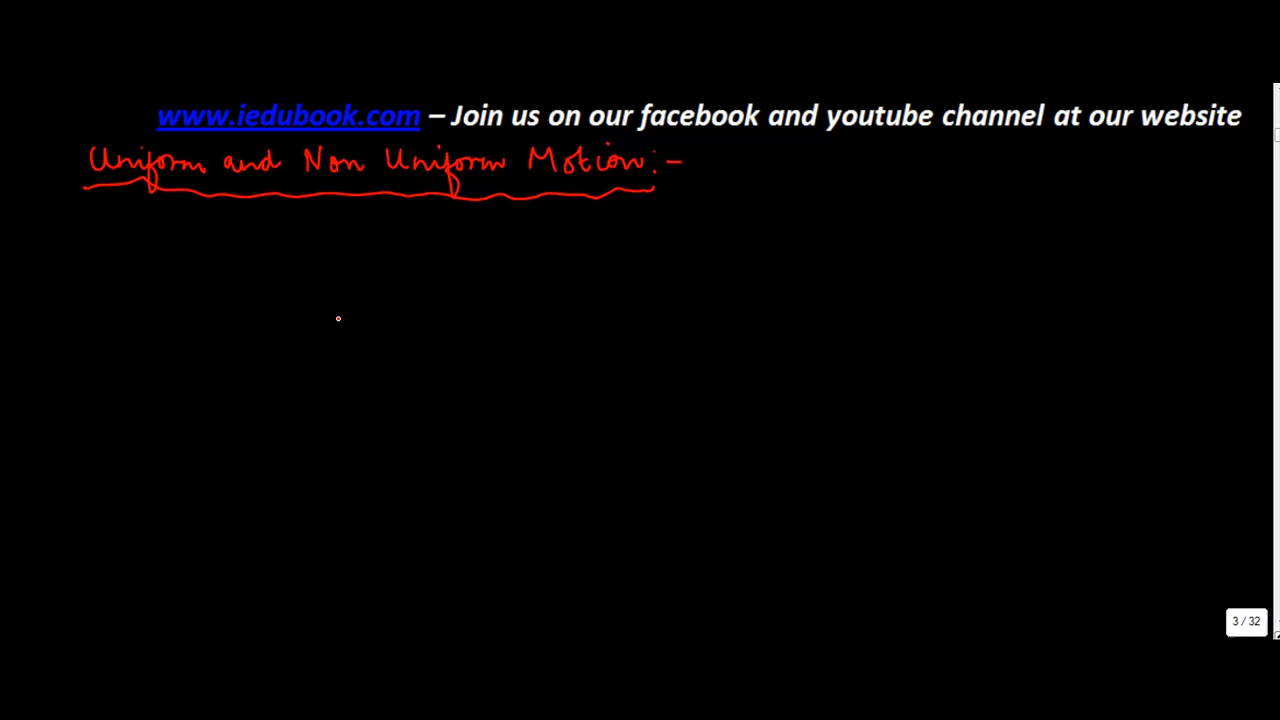 www.iedubook.com – Join us on our facebook and youtube channel at our website
Uniform and Non Uniform Motion:-
3 / 32